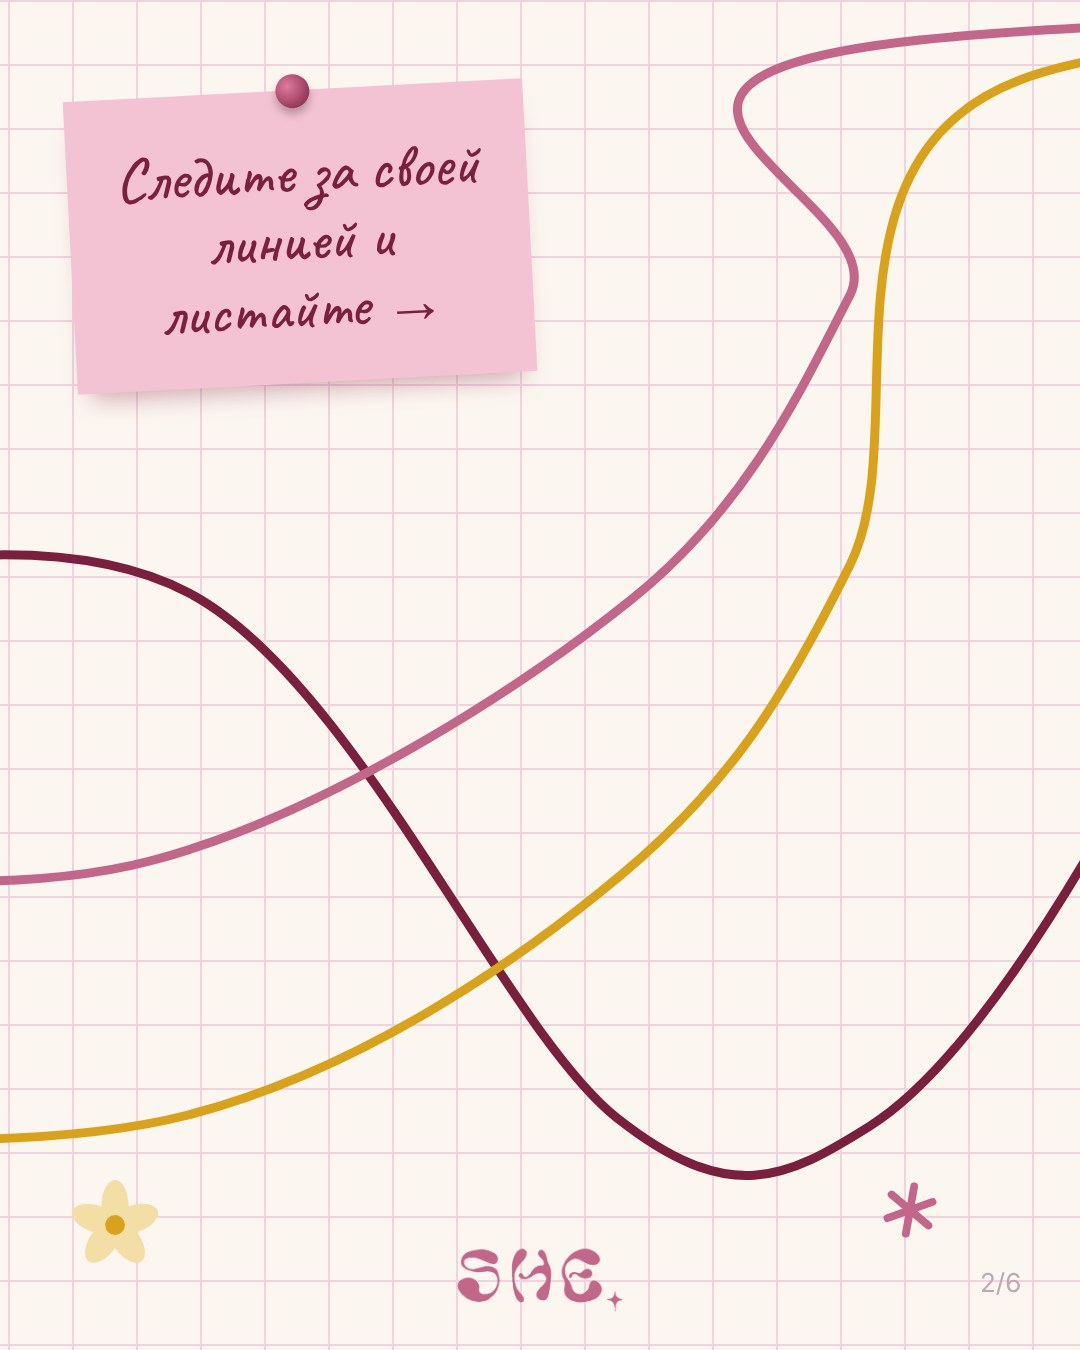 Следите за своей
линией и
листайте →
SHE
2/6